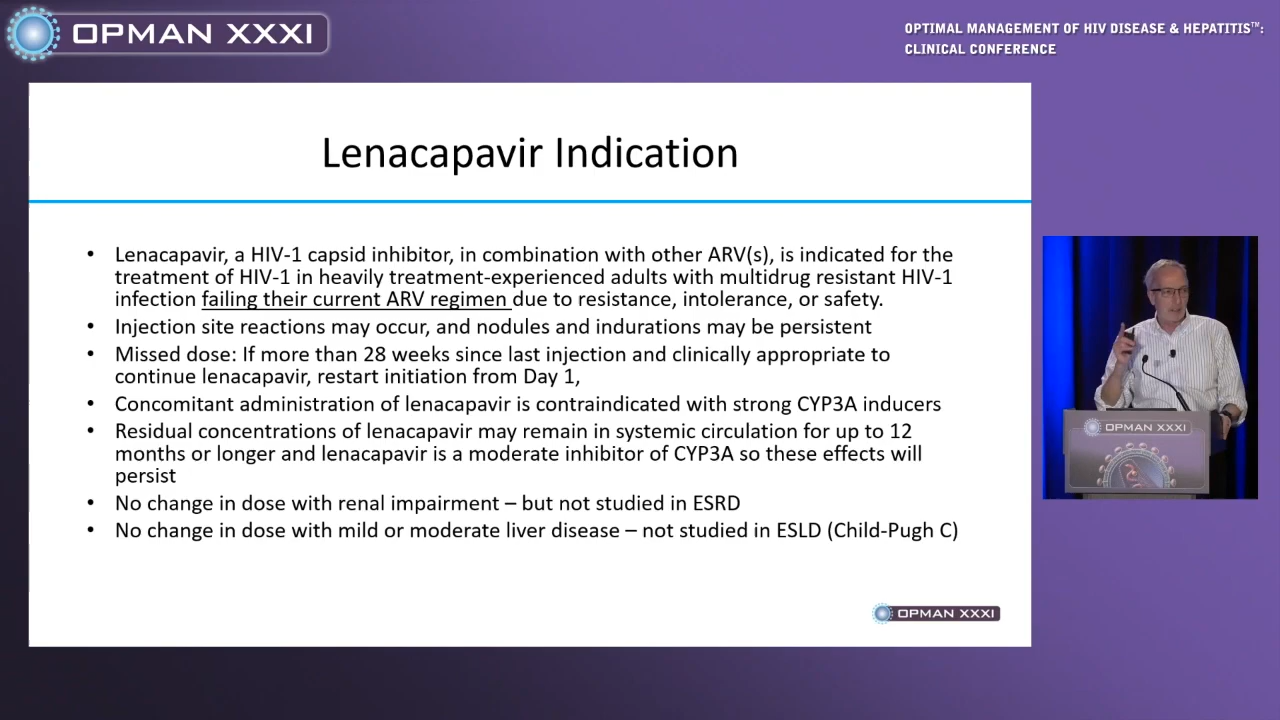 OPMAN XXXI
OPTIMAL MANAGEMENT OF HIV DISEASE & HEPATITIS™:
CLINICAL CONFERENCE
Lenacapavir Indication
• Lenacapavir, a HIV-1 capsid inhibitor, in combination with other ARV(s), is indicated for the
treatment of HIV-1 in heavily treatment-experienced adults with multidrug resistant HIV-1
infection failing their current ARV regimen due to resistance, intolerance, or safety.
• Injection site reactions may occur, and nodules and indurations may be persistent
• Missed dose: If more than 28 weeks since last injection and clinically appropriate to
continue lenacapavir, restart initiation from Day 1,
• Concomitant administration of lenacapavir is contraindicated with strong CYP3A inducers
• Residual concentrations of lenacapavir may remain in systemic circulation for up to 12
months or longer and lenacapavir is a moderate inhibitor of CYP3A so these effects will
persist
• No change in dose with renal impairment – but not studied in ESRD
• No change in dose with mild or moderate liver disease – not studied in ESLD (Child-Pugh C)
OPMAN XXXI
OPMAN XXXI